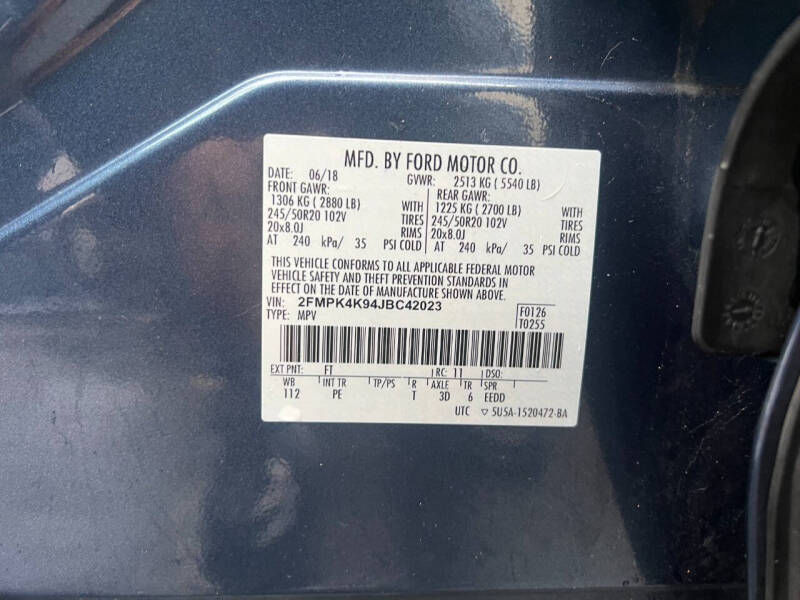 MFD. BY FORD MOTOR CO.
DATE: 06/18 GVWR: 2513 KG ( 5540 LB)
FRONT GAWR: REAR GAWR:
1306 KG ( 2880 LB) WITH 1225 KG ( 2700 LB) WITH
245/50R20 102V TIRES 245/50R20 102V TIRES
20x8.0J RIMS 20x8.0J RIMS
AT 240 kPa/ 35 PSI COLD AT 240 kPa/ 35 PSI COLD
THIS VEHICLE CONFORMS TO ALL APPLICABLE FEDERAL MOTOR
VEHICLE SAFETY AND THEFT PREVENTION STANDARDS IN
EFFECT ON THE DATE OF MANUFACTURE SHOWN ABOVE.
VIN: 2FMPK4K94JBC42023 F0126
TYPE: MPV T0255
EXT PNT: FT RC: 11 DSO:
WB INT TR TP/PS R AXLE TR SPR
112 PE T 3D 6 EEDD
UTC ▽ 5U5A-1520472-BA